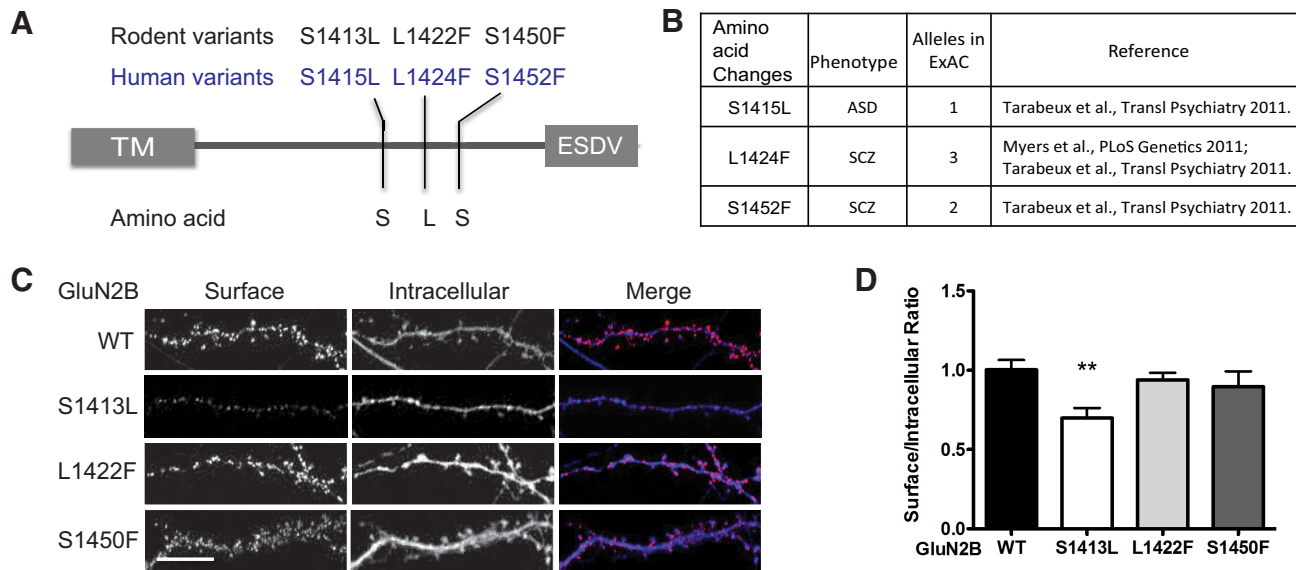 A
Rodent variants S1413L L1422F S1450F
Human variants S1415L L1424F S1452F
TM
ESDV
Amino acid S L S
B
Amino acid Changes
Phenotype
Alleles in ExAC
Reference
S1415L ASD 1 Tarabeux et al., Transl Psychiatry 2011.
L1424F SCZ 3 Myers et al., PLoS Genetics 2011;
Tarabeux et al., Transl Psychiatry 2011.
S1452F SCZ 2 Tarabeux et al., Transl Psychiatry 2011.
C
GluN2B Surface Intracellular Merge
WT
S1413L
L1422F
S1450F
D
Surface/Intracellular Ratio
1.5
1.0
0.5
0.0
**
GluN2B WT S1413L L1422F S1450F